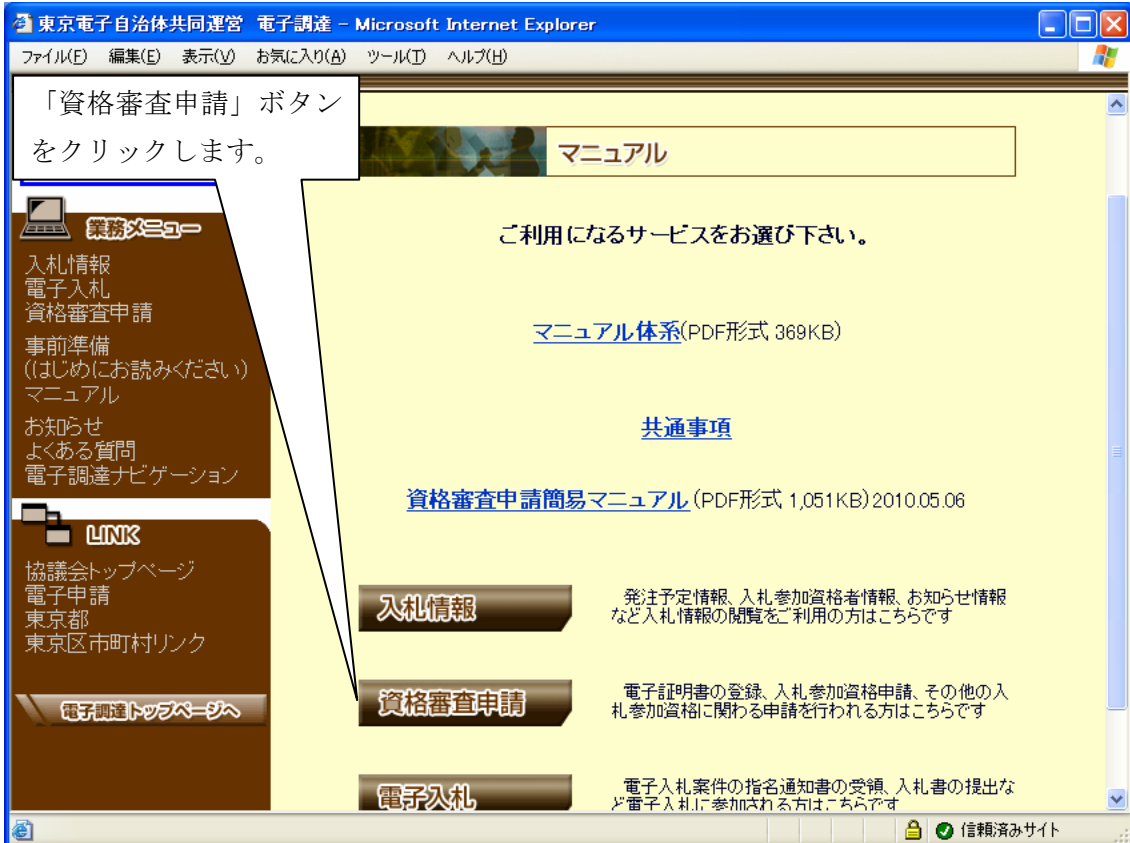 東京電子自治体共同運営 電子調達 - Microsoft Internet Explorer
ファイル(F) 編集(E) 表示(V) お気に入り(A) ツール(T) ヘルプ(H)
「資格審査申請」ボタン
をクリックします。
マニュアル
業務メニュー
入札情報
電子入札
資格審査申請
事前準備
((はじめにお読みください)
マニュアル
お知らせ
よくある質問
電子調達ナビゲーション
LINK
協議会トップページ
電子申請
東京都
東京区市町村リンク
電子調達トップページへ
ご利用になるサービスをお選び下さい。
マニュアル体系(PDF形式 369KB)
共通事項
資格審査申請簡易マニュアル(PDF形式 1,051KB)2010.05.06
入札情報
発注予定情報、入札参加資格者情報、お知らせ情報
など入札情報の閲覧をご利用の方はこちらです
資格審査申請
電子証明書の登録、入札参加資格申請、その他の入
札参加資格に関わる申請を行われる方はこちらです
電子入札
電子入札案件の指名通知書の受領、入札書の提出な
ど電子入札に参加される方はこちらです
信頼済みサイト